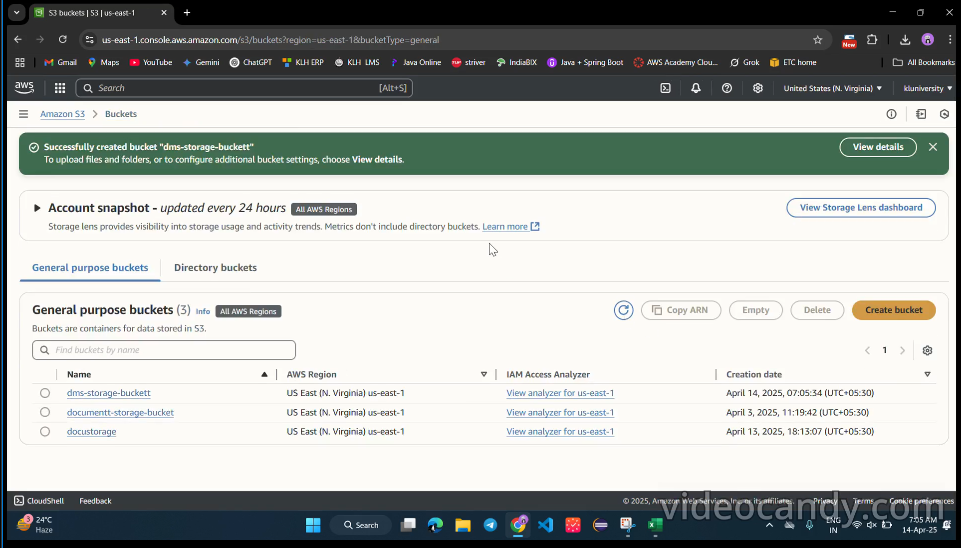 S3 buckets | S3 | us-east-1
us-east-1.console.aws.amazon.com/s3/buckets?region=us-east-1&bucketType=general
New
Gmail Maps YouTube Gemini ChatGPT KLH ERP KLH LMS Java Online striver IndiaBIX Java + Spring Boot AWS Academy Clou... Grok ETC home All Bookmarks
aws Search [Alt+S] United States (N. Virginia) ▼ kluniversity ▼
Amazon S3 > Buckets
Successfully created bucket "dms-storage-buckett"
To upload files and folders, or to configure additional bucket settings, choose View details.
View details
Account snapshot - updated every 24 hours All AWS Regions
View Storage Lens dashboard
Storage lens provides visibility into storage usage and activity trends. Metrics don't include directory buckets. Learn more
General purpose buckets Directory buckets
General purpose buckets (3) Info All AWS Regions
Copy ARN Empty Delete Create bucket
Buckets are containers for data stored in S3.
Find buckets by name
1
Name AWS Region IAM Access Analyzer Creation date
dms-storage-buckett US East (N. Virginia) us-east-1 View analyzer for us-east-1 April 14, 2025, 07:05:34 (UTC+05:30)
documentt-storage-bucket US East (N. Virginia) us-east-1 View analyzer for us-east-1 April 3, 2025, 11:19:42 (UTC+05:30)
docustorage US East (N. Virginia) us-east-1 View analyzer for us-east-1 April 13, 2025, 18:13:07 (UTC+05:30)
CloudShell Feedback © 2025, Amazon Web Services, Inc. or its affiliates. Privacy Terms Cookie preferences
videocandy.com
3
24°C
Haze
Search
ENG
IN
7:05 AM
14-Apr-25